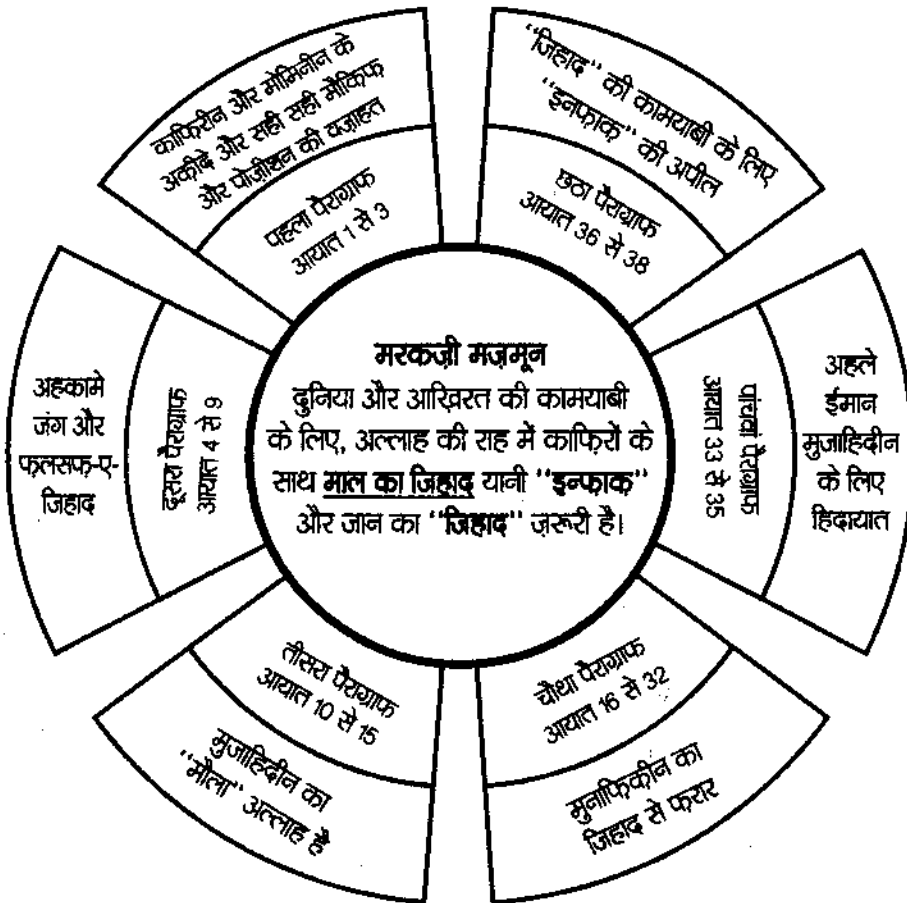 मरकज़ी मज़मून
दुनिया और आख़िरत की कामयाबी
के लिए, अल्लाह की राह में काफ़िरों के
साथ माल का जिहाद यानी "इन्फ़ाक़"
और जान का "जिहाद" ज़रूरी है।
काफिरीन और मोमिनीन के
अक़ीदे और सही सही मौक़िफ़
और पोज़ीशन की वज़ाहत
पहला पैराग्राफ
आयात 1 से 3
अहकामे
जंग और
फ़लसफ़-ए-
जिहाद
दूसरा पैराग्राफ
आयात 4 से 9
तीसरा पैराग्राफ
आयात 10 से 15
मुजाहिदीन का
"मौला" अल्लाह है
चौथा पैराग्राफ
आयात 16 से 32
मुनाफिक़ीन का
जिहाद से फ़रार
पांचवां पैराग्राफ
आयात 33 से 35
अहले
ईमान
मुजाहिदीन
के लिए
हिदायात
"जिहाद" की कामयाबी के लिए
"इनफ़ाक़" की अपील
छठा पैराग्राफ
आयात 36 से 38